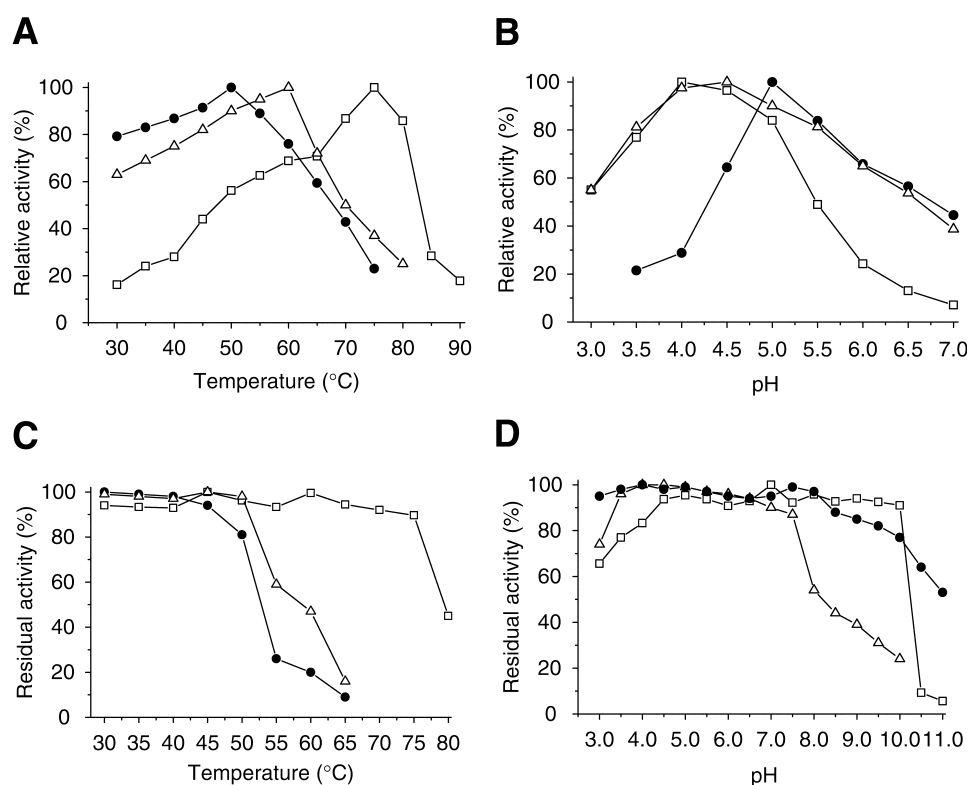 A
Relative activity (%)
100
80
60
40
20
0
30 40 50 60 70 80 90
Temperature (°C)
B
Relative activity (%)
100
80
60
40
20
0
3.0 3.5 4.0 4.5 5.0 5.5 6.0 6.5 7.0
pH
C
Residual activity (%)
100
80
60
40
20
0
30 35 40 45 50 55 60 65 70 75 80
Temperature (°C)
D
Residual activity (%)
100
80
60
40
20
0
3.0 4.0 5.0 6.0 7.0 8.0 9.0 10.0 11.0
pH